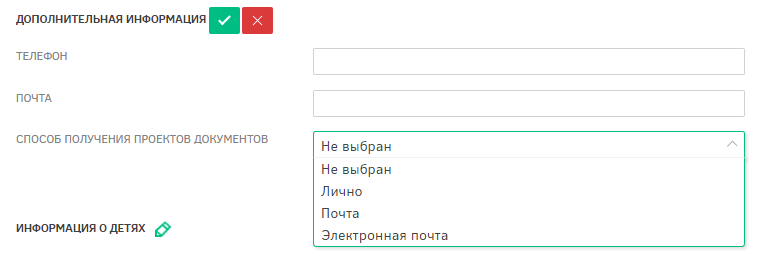 ДОПОЛНИТЕЛЬНАЯ ИНФОРМАЦИЯ
ТЕЛЕФОН
ПОЧТА
СПОСОБ ПОЛУЧЕНИЯ ПРОЕКТОВ ДОКУМЕНТОВ
Не выбран
Не выбран
Лично
Почта
Электронная почта
ИНФОРМАЦИЯ О ДЕТЯХ